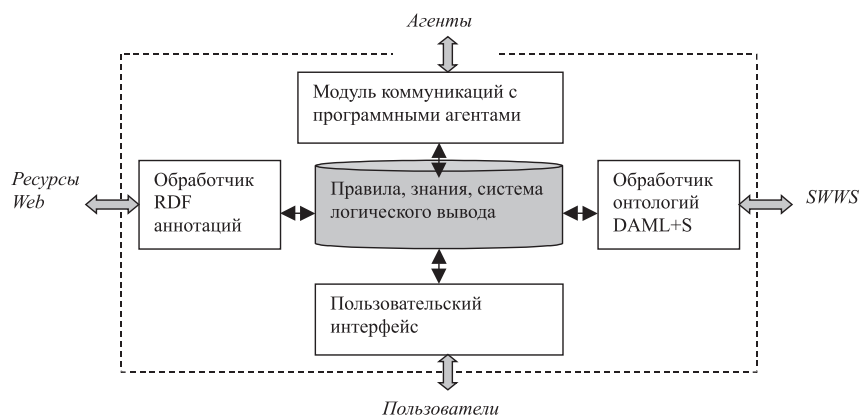 Агенты
Модуль коммуникаций с
программными агентами
Ресурсы
Web
Обработчик
RDF
аннотаций
Правила, знания, система
логического вывода
Обработчик
онтологий
DAML+S
SWWS
Пользовательский
интерфейс
Пользователи